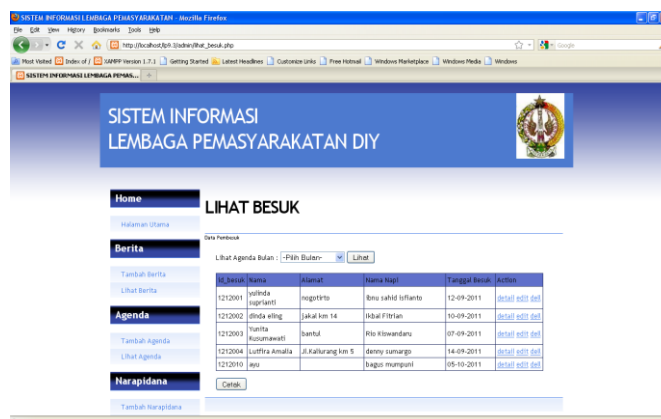 SISTEM INFORMASI LEMBAGA PEMASYARAKATAN - Mozilla Firefox
File Edit View History Bookmarks Tools Help
http://localhost/lp9.3/admin/lihat_besuk.php
Google
Most Visited Index of / XAMPP Version 1.7.1 Getting Started Latest Headlines Customize Links Free Hotmail Windows Marketplace Windows Media Windows
SISTEM INFORMASI LEMBAGA PEMAS...
SISTEM INFORMASI
LEMBAGA PEMASYARAKATAN DIY
Home
Halaman Utama
Berita
Tambah Berita
Lihat Berita
Agenda
Tambah Agenda
Lihat Agenda
Narapidana
Tambah Narapidana
LIHAT BESUK
Data Pembesuk
Lihat Agenda Bulan : -Pilih Bulan- Lihat
Id_besuk Nama Alamat Nama Napi Tanggal Besuk Action
1212001 yulinda suprianti nogotirto ibnu sahid isfianto 12-09-2011 detail edit del
1212002 dinda eling jakal km 14 Ikbal Fitrian 10-09-2011 detail edit del
1212003 Yunita Kusumawati bantul Rio Kiswandaru 07-09-2011 detail edit del
1212004 Lutfira Amalia Jl.Kaliurang km 5 denny sumargo 14-09-2011 detail edit del
1212010 ayu bagus mumpuni 05-10-2011 detail edit del
Cetak